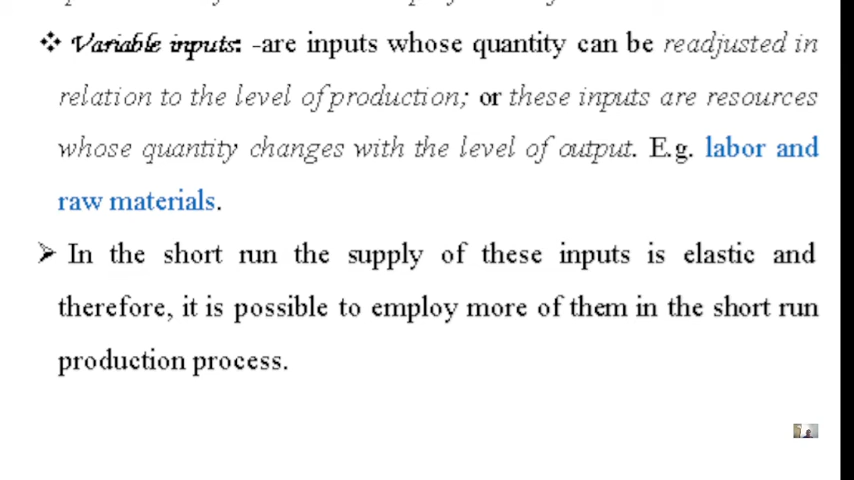 ❖ Variable inputs: -are inputs whose quantity can be readjusted in
relation to the level of production; or these inputs are resources
whose quantity changes with the level of output. E.g. labor and
raw materials.
➢ In the short run the supply of these inputs is elastic and
therefore, it is possible to employ more of them in the short run
production process.